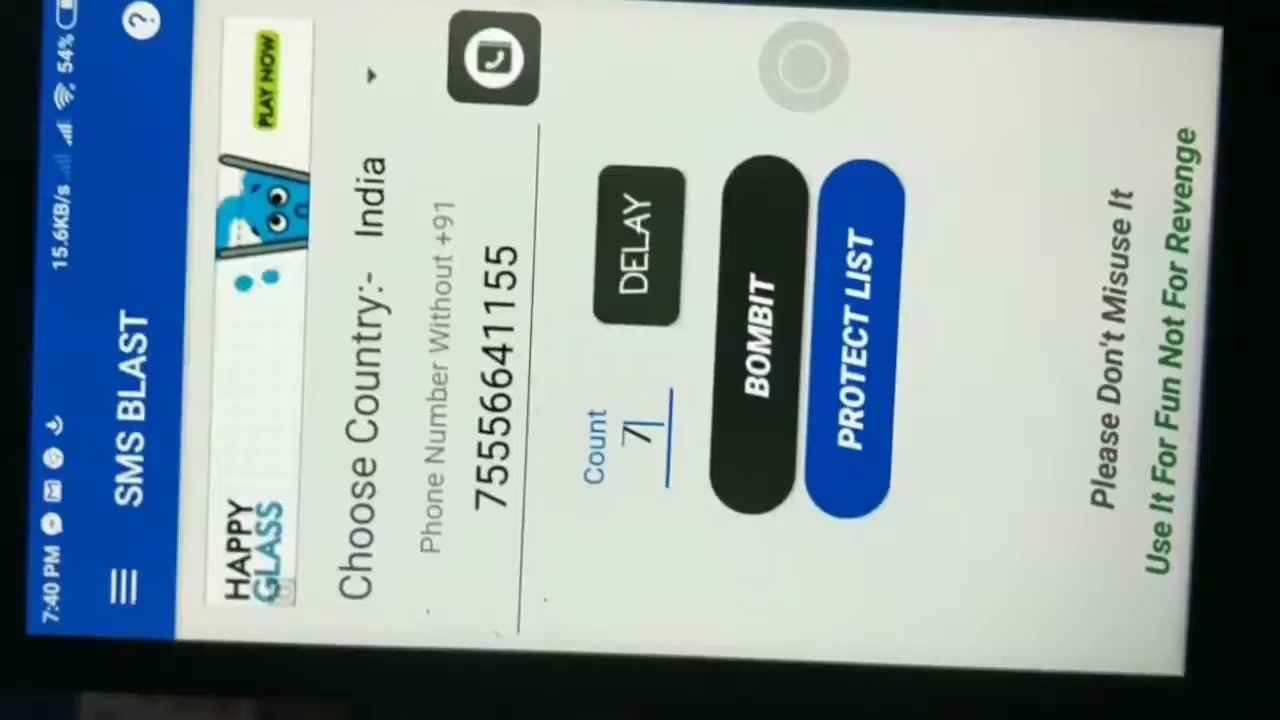 7:40 PM 15.6KB/s 54%
SMS BLAST ?
HAPPY
GLASS
PLAY NOW
Choose Country:- India
Phone Number Without +91
7555641155
Count
7
DELAY
BOMBIT
PROTECT LIST
Please Don't Misuse It
Use It For Fun Not For Revenge